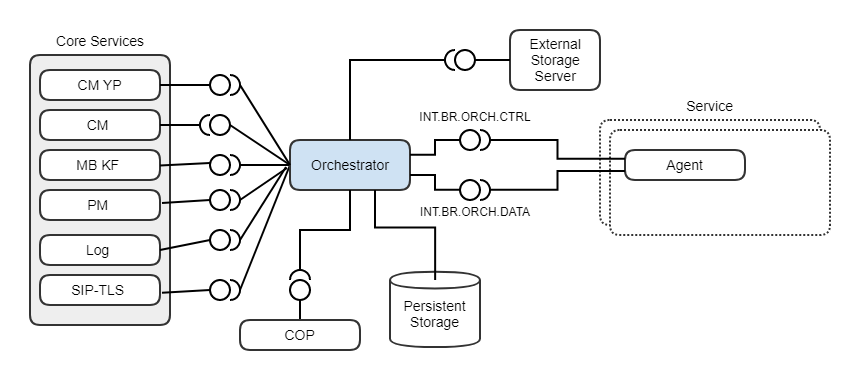 Core Services
CM YP
CM
MB KF
PM
Log
SIP-TLS
Orchestrator
External
Storage
Server
INT.BR.ORCH.CTRL
INT.BR.ORCH.DATA
Service
Agent
COP
Persistent
Storage